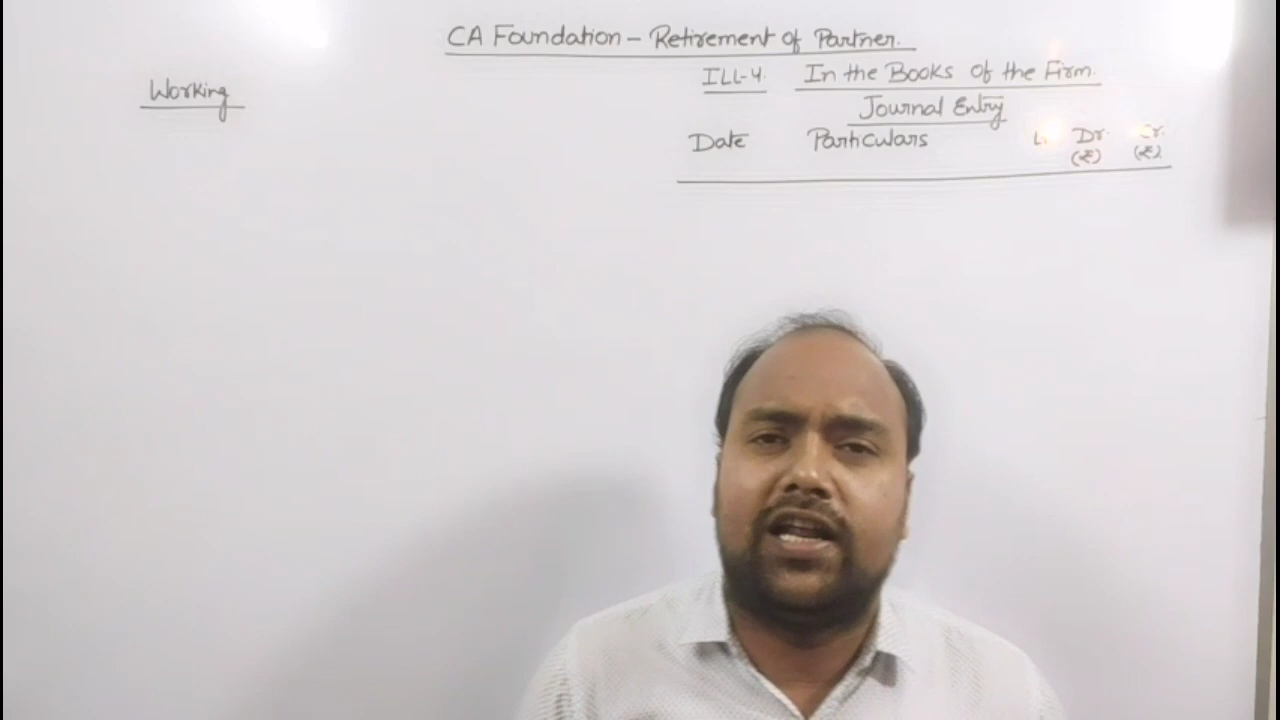 CA Foundation – Retirement of Partner.
Working
ILL-4. In the Books of the Firm.
Journal Entry
Date Particulars L. Dr. Cr.
(₹) (₹)